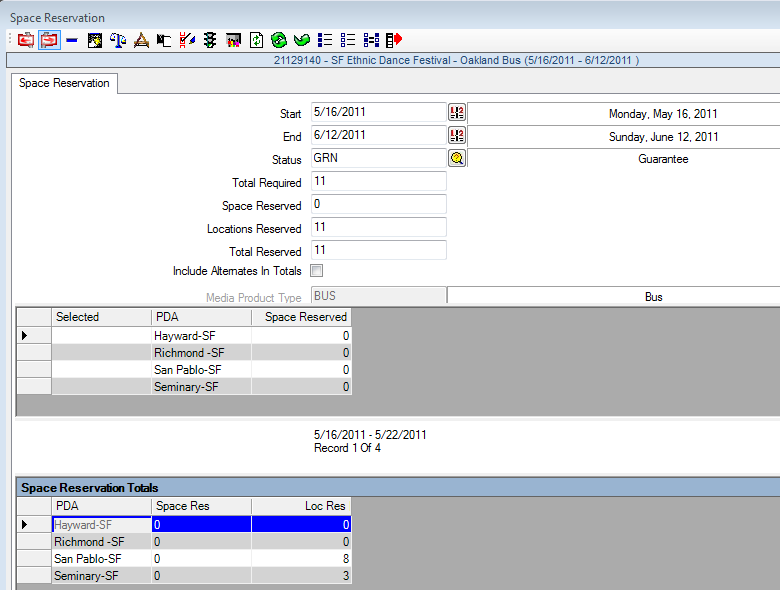 Space Reservation
21129140 - SF Ethnic Dance Festival - Oakland Bus (5/16/2011 - 6/12/2011 )
Space Reservation
Start 5/16/2011 Monday, May 16, 2011
End 6/12/2011 Sunday, June 12, 2011
Status GRN Guarantee
Total Required 11
Space Reserved 0
Locations Reserved 11
Total Reserved 11
Include Alternates In Totals
Media Product Type BUS Bus
Selected PDA Space Reserved
Hayward-SF 0
Richmond -SF 0
San Pablo-SF 0
Seminary-SF 0
5/16/2011 - 5/22/2011
Record 1 Of 4
Space Reservation Totals
PDA Space Res Loc Res
Hayward-SF 0 0
Richmond -SF 0 0
San Pablo-SF 0 8
Seminary-SF 0 3